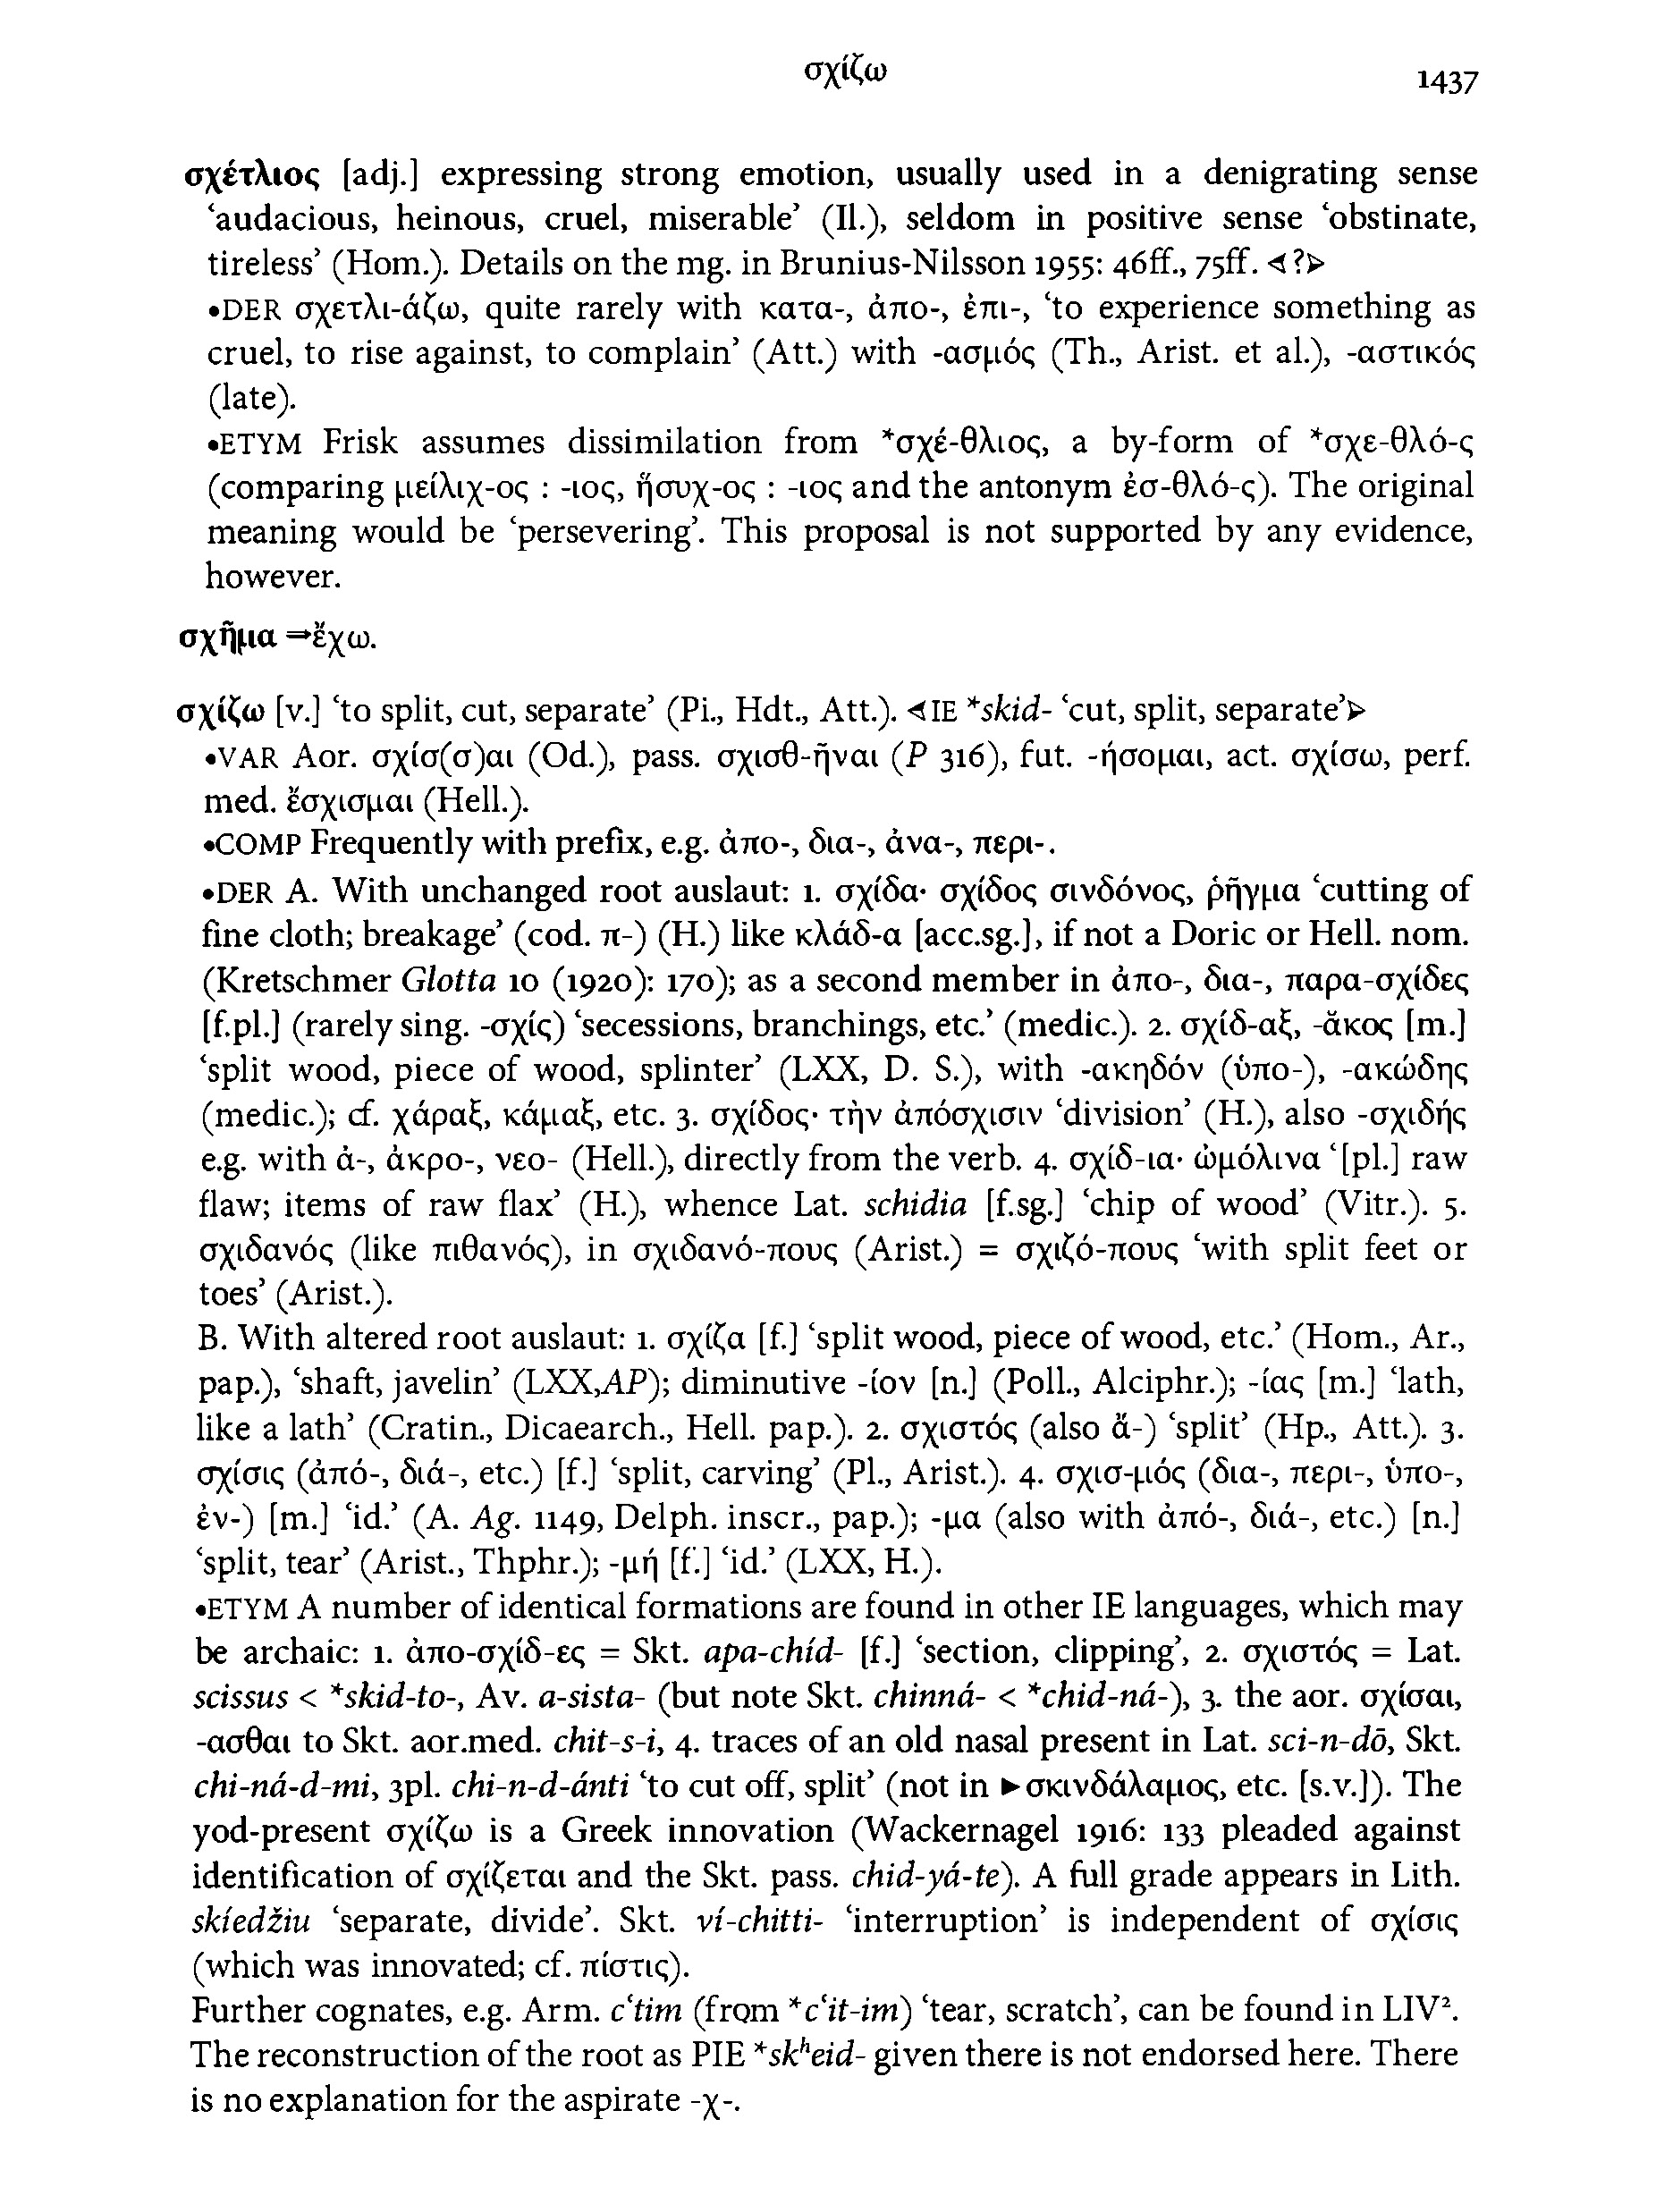 σχίζω 1437
σχέτλιος [adj.] expressing strong emotion, usually used in a denigrating sense
‘audacious, heinous, cruel, miserable’ (Il.), seldom in positive sense ‘obstinate,
tireless’ (Hom.). Details on the mg. in Brunius-Nilsson 1955: 46ff., 75ff. ⊲?⊳
•DER σχετλι-άζω, quite rarely with κατα-, ἀπο-, ἐπι-, ‘to experience something as
cruel, to rise against, to complain’ (Att.) with -ασμός (Th., Arist. et al.), -αστικός
(late).
•ETYM Frisk assumes dissimilation from *σχέ-θλιος, a by-form of *σχε-θλό-ς
(comparing μείλιχ-ος : -ιος, ἥσυχ-ος : -ιος and the antonym ἐσ-θλό-ς). The original
meaning would be ‘persevering’. This proposal is not supported by any evidence,
however.
σχῆμα ⇒ἔχω.
σχίζω [v.] ‘to split, cut, separate’ (Pi., Hdt., Att.). ⊲IE *skid- ‘cut, split, separate’⊳
•VAR Aor. σχίσ(σ)αι (Od.), pass. σχισθ-ῆναι (P 316), fut. -ήσομαι, act. σχίσω, perf.
med. ἔσχισμαι (Hell.).
•COMP Frequently with prefix, e.g. ἀπο-, δια-, ἀνα-, περι-.
•DER A. With unchanged root auslaut: 1. σχίδα· σχίδος σινδόνος, ῥῆγμα ‘cutting of
fine cloth; breakage’ (cod. π-) (H.) like κλάδ-α [acc.sg.], if not a Doric or Hell. nom.
(Kretschmer Glotta 10 (1920): 170); as a second member in ἀπο-, δια-, παρα-σχίδες
[f.pl.] (rarely sing. -σχίς) ‘secessions, branchings, etc.’ (medic.). 2. σχίδ-αξ, -ᾰκος [m.]
‘split wood, piece of wood, splinter’ (LXX, D. S.), with -ακηδόν (ὑπο-), -ακώδης
(medic.); cf. χάραξ, κάμαξ, etc. 3. σχίδος· τὴν ἀπόσχισιν ‘division’ (H.), also -σχιδής
e.g. with ἀ-, ἀκρο-, νεο- (Hell.), directly from the verb. 4. σχίδ-ια· ὠμόλινα ‘[pl.] raw
flaw; items of raw flax’ (H.), whence Lat. schidia [f.sg.] ‘chip of wood’ (Vitr.). 5.
σχιδανός (like πιθανός), in σχιδανό-πους (Arist.) = σχιζό-πους ‘with split feet or
toes’ (Arist.).
B. With altered root auslaut: 1. σχίζα [f.] ‘split wood, piece of wood, etc.’ (Hom., Ar.,
pap.), ‘shaft, javelin’ (LXX,AP); diminutive -ίον [n.] (Poll., Alciphr.); -ίας [m.] ‘lath,
like a lath’ (Cratin., Dicaearch., Hell. pap.). 2. σχιστός (also ἄ-) ‘split’ (Hp., Att.). 3.
σχίσις (ἀπό-, διά-, etc.) [f.] ‘split, carving’ (Pl., Arist.). 4. σχισ-μός (δια-, περι-, ὑπο-,
ἐν-) [m.] ‘id.’ (A. Ag. 1149, Delph. inscr., pap.); -μα (also with ἀπό-, διά-, etc.) [n.]
‘split, tear’ (Arist., Thphr.); -μή [f.] ‘id.’ (LXX, H.).
•ETYM A number of identical formations are found in other IE languages, which may
be archaic: 1. ἀπο-σχίδ-ες = Skt. apa-chíd- [f.] ‘section, clipping’, 2. σχιστός = Lat.
scissus < *skid-to-, Av. a-sista- (but note Skt. chinná- < *chid-ná-), 3. the aor. σχίσαι,
-ασθαι to Skt. aor.med. chit-s-i, 4. traces of an old nasal present in Lat. sci-n-dō, Skt.
chi-ná-d-mi, 3pl. chi-n-d-ánti ‘to cut off, split’ (not in ►σκινδάλαμος, etc. [s.v.]). The
yod-present σχίζω is a Greek innovation (Wackernagel 1916: 133 pleaded against
identification of σχίζεται and the Skt. pass. chid-yá-te). A full grade appears in Lith.
skíedžiu ‘separate, divide’. Skt. ví-chitti- ‘interruption’ is independent of σχίσις
(which was innovated; cf. πίστις).
Further cognates, e.g. Arm. cʻtim (from *cʻit-im) ‘tear, scratch’, can be found in LIV².
The reconstruction of the root as PIE *skʰeid- given there is not endorsed here. There
is no explanation for the aspirate -χ-.